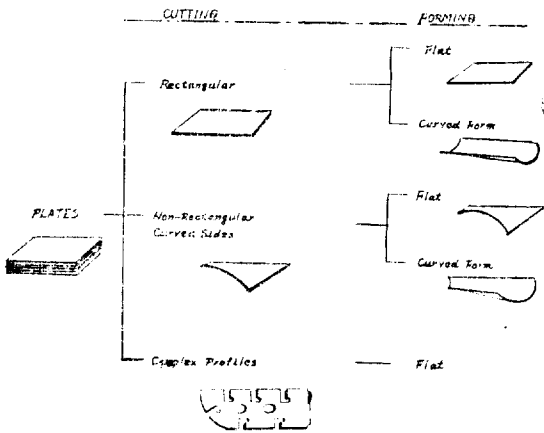 CUTTING
FORMING
Rectangular
Flat
Curved Form
PLATES
Non-Rectangular
Curved Sides
Flat
Curved Form
Complex Profiles
Flat